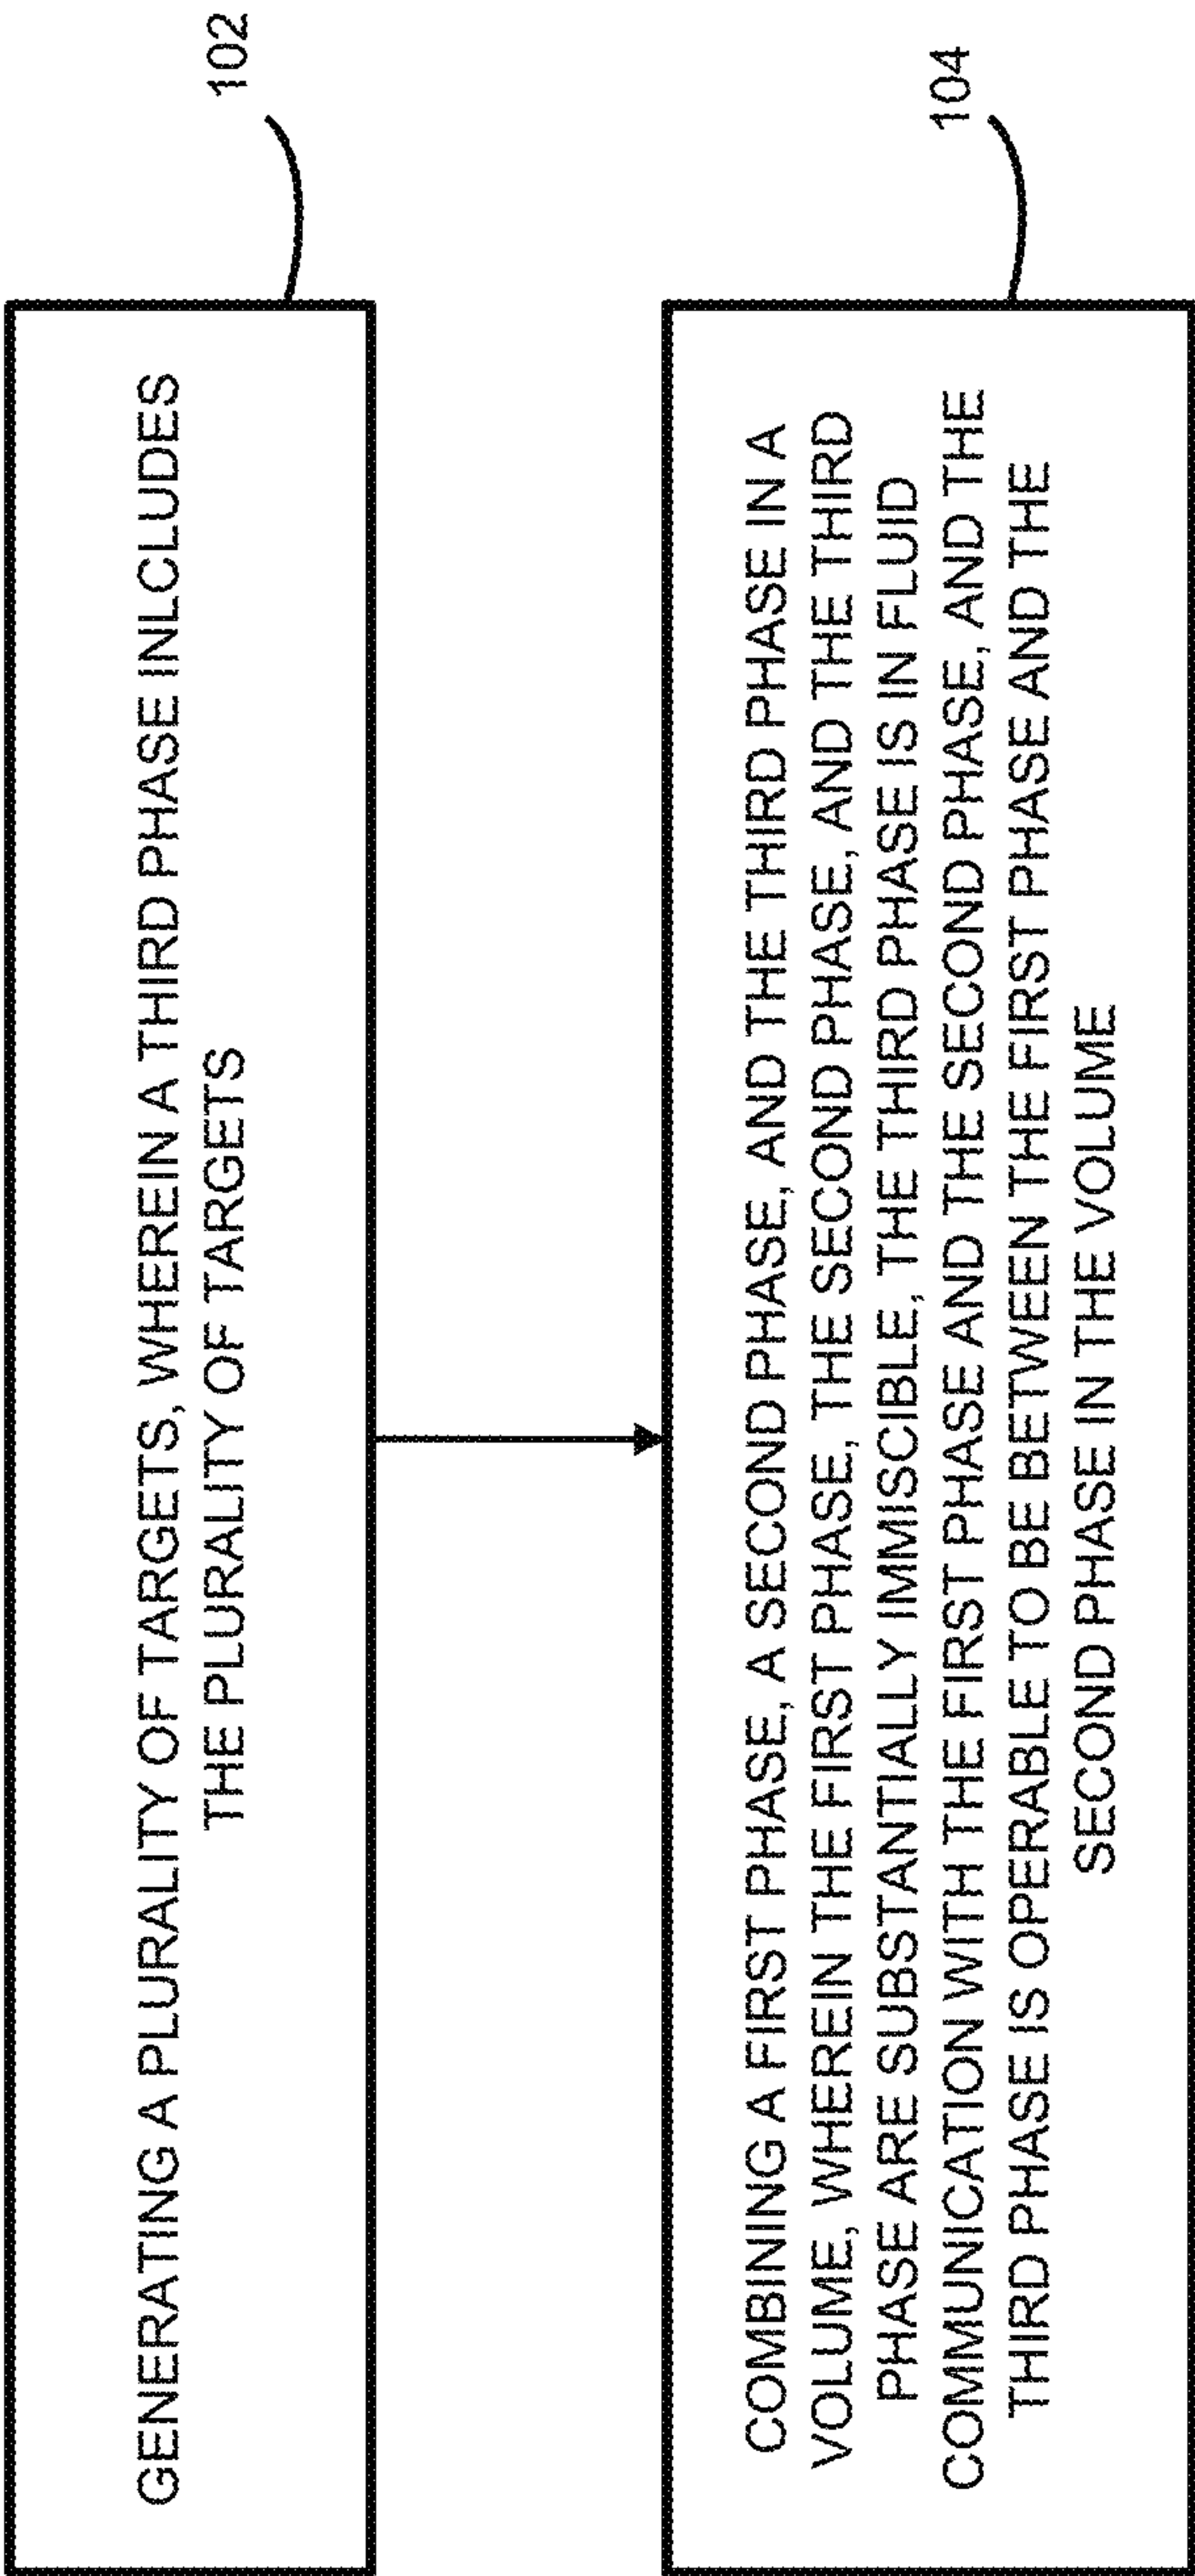 GENERATING A PLURALITY OF TARGETS, WHEREIN A THIRD PHASE INLCLUDES
THE PLURALITY OF TARGETS
102
COMBINING A FIRST PHASE, A SECOND PHASE, AND THE THIRD PHASE IN A
VOLUME, WHEREIN THE FIRST PHASE, THE SECOND PHASE, AND THE THIRD
PHASE ARE SUBSTANTIALLY IMMISCIBLE, THE THIRD PHASE IS IN FLUID
COMMUNICATION WITH THE FIRST PHASE AND THE SECOND PHASE, AND THE
THIRD PHASE IS OPERABLE TO BE BETWEEN THE FIRST PHASE AND THE
SECOND PHASE IN THE VOLUME
104